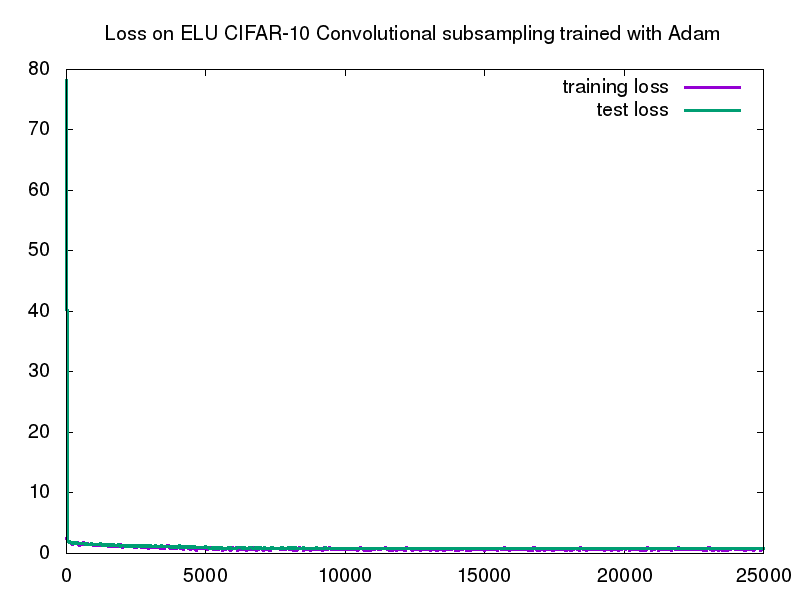 Loss on ELU CIFAR-10 Convolutional subsampling trained with Adam
80
70
60
50
40
30
20
10
0
training loss
test loss
0 5000 10000 15000 20000 25000